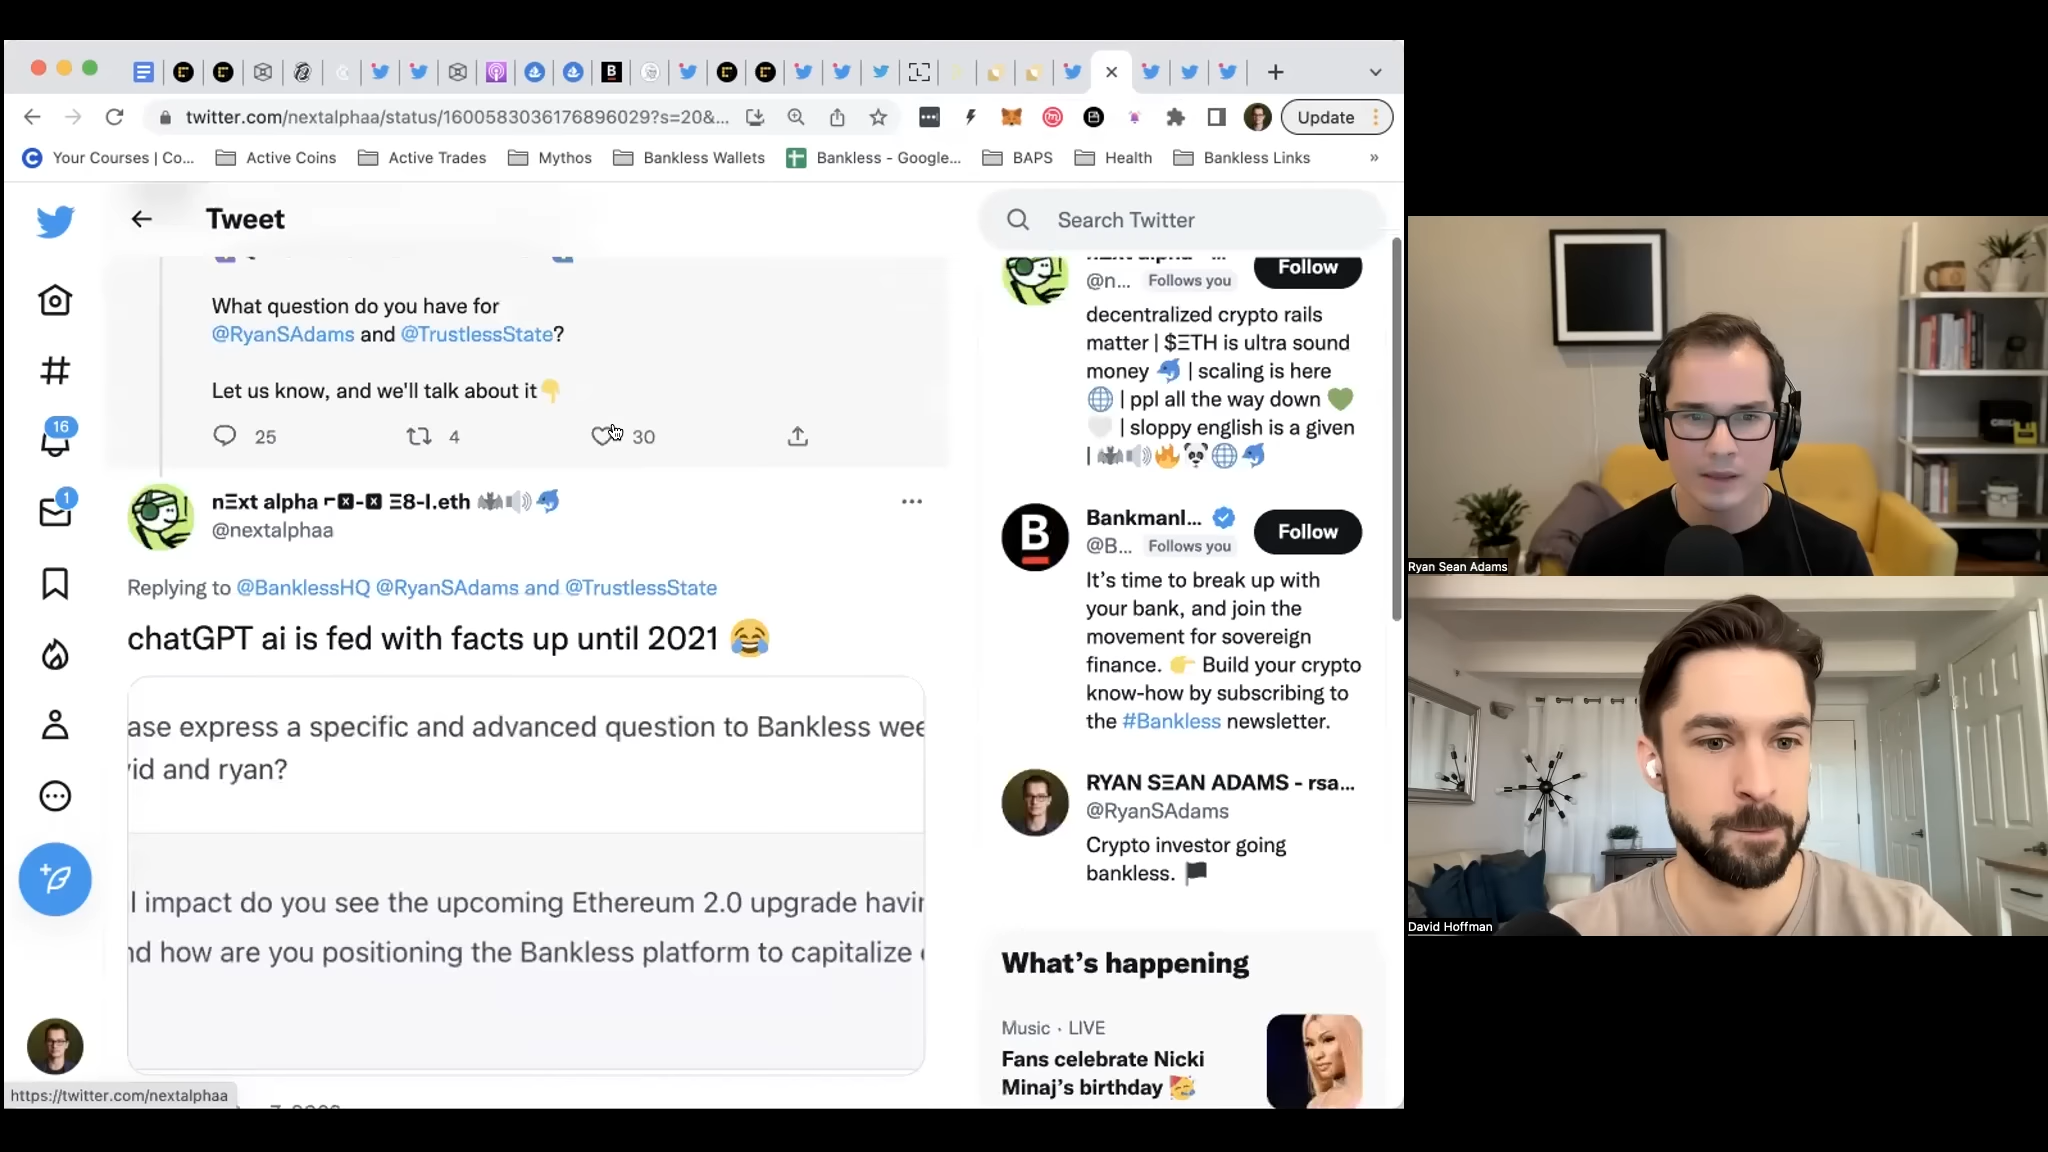 twitter.com/nextalphaa/status/1600583036176896029?s=20&...
Update
Your Courses | Co...
Active Coins
Active Trades
Mythos
Bankless Wallets
Bankless - Google...
BAPS
Health
Bankless Links
»
Tweet
Search Twitter
What question do you have for
@RyanSAdams and @TrustlessState?
Let us know, and we'll talk about it👇
25
4
30
16
1
nΞxt alpha ⌐🆇-🆇 Ξ8-I.eth 🦇🔊🐬
@nextalphaa
Replying to @BanklessHQ @RyanSAdams and @TrustlessState
chatGPT ai is fed with facts up until 2021 😂
ase express a specific and advanced question to Bankless wee
vid and ryan?
l impact do you see the upcoming Ethereum 2.0 upgrade havin
nd how are you positioning the Bankless platform to capitalize
https://twitter.com/nextalphaa
@n... Follows you
Follow
decentralized crypto rails
matter | $ΞTH is ultra sound
money 🐬 | scaling is here
🌐 | ppl all the way down 💚
🤍 | sloppy english is a given
| 🦇🔊🔥🐼🌐🐬
Bankmanl...
@B... Follows you
Follow
It’s time to break up with
your bank, and join the
movement for sovereign
finance. 👉 Build your crypto
know-how by subscribing to
the #Bankless newsletter.
RYAN SΞAN ADAMS - rsa...
@RyanSAdams
Crypto investor going
bankless. 🏴
What’s happening
Music · LIVE
Fans celebrate Nicki
Minaj’s birthday 🥳
Ryan Sean Adams
David Hoffman